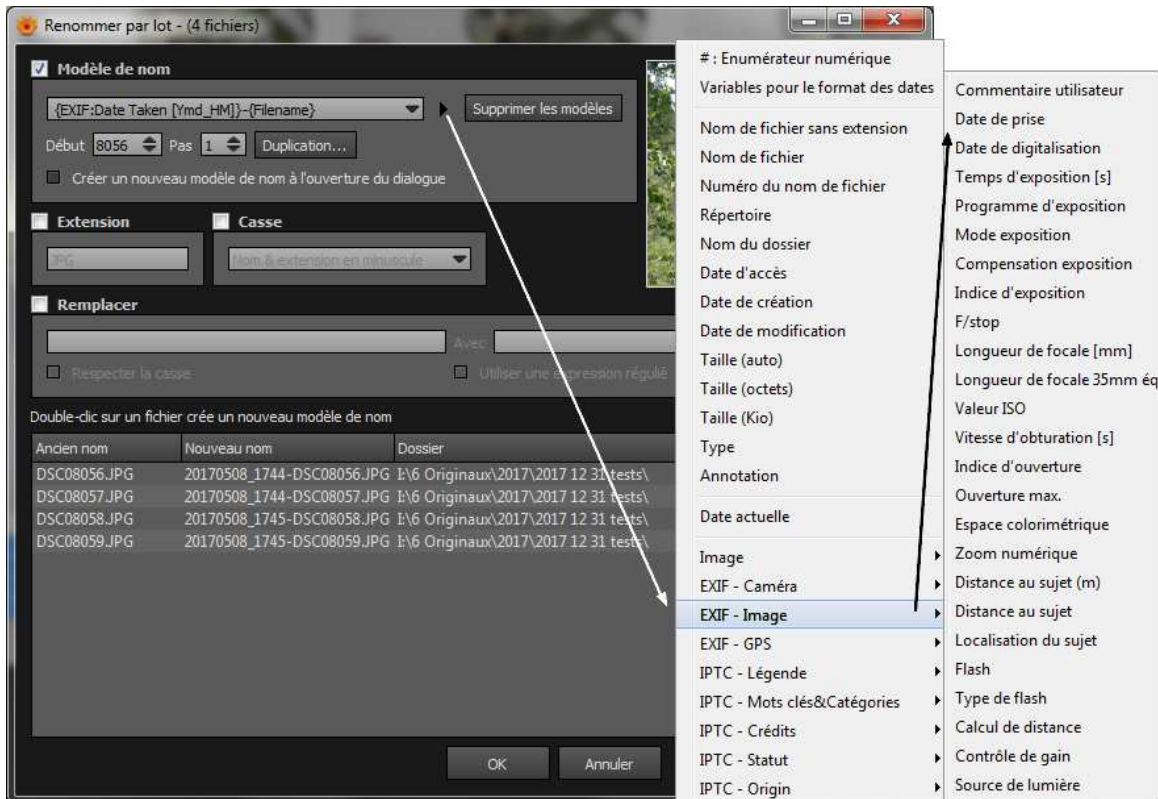 Renommer par lot - (4 fichiers)
Modèle de nom
{EXIF:Date Taken [Ymd_HM]}-{Filename}
Supprimer les modèles
Début 8056 Pas 1 Duplication...
Créer un nouveau modèle de nom à l'ouverture du dialogue
Extension
Casse
JPG
Nom & extension en minuscule
Remplacer
Avec
Respecter la casse
Utiliser une expression régulié
Double-clic sur un fichier crée un nouveau modèle de nom
Ancien nom Nouveau nom Dossier
DSC08056.JPG 20170508_1744-DSC08056.JPG I:\6 Originaux\2017\2017 12 31 tests\
DSC08057.JPG 20170508_1744-DSC08057.JPG I:\6 Originaux\2017\2017 12 31 tests\
DSC08058.JPG 20170508_1745-DSC08058.JPG I:\6 Originaux\2017\2017 12 31 tests\
DSC08059.JPG 20170508_1745-DSC08059.JPG I:\6 Originaux\2017\2017 12 31 tests\
OK
Annuler
# : Enumérateur numérique
Variables pour le format des dates
Nom de fichier sans extension
Nom de fichier
Numéro du nom de fichier
Répertoire
Nom du dossier
Date d'accès
Date de création
Date de modification
Taille (auto)
Taille (octets)
Taille (Kio)
Type
Annotation
Date actuelle
Image
EXIF - Caméra
EXIF - Image
EXIF - GPS
IPTC - Légende
IPTC - Mots clés&Catégories
IPTC - Crédits
IPTC - Statut
IPTC - Origin
Commentaire utilisateur
Date de prise
Date de digitalisation
Temps d'exposition [s]
Programme d'exposition
Mode exposition
Compensation exposition
Indice d'exposition
F/stop
Longueur de focale [mm]
Longueur de focale 35mm éq
Valeur ISO
Vitesse d'obturation [s]
Indice d'ouverture
Ouverture max.
Espace colorimétrique
Zoom numérique
Distance au sujet (m)
Distance au sujet
Localisation du sujet
Flash
Type de flash
Calcul de distance
Contrôle de gain
Source de lumière